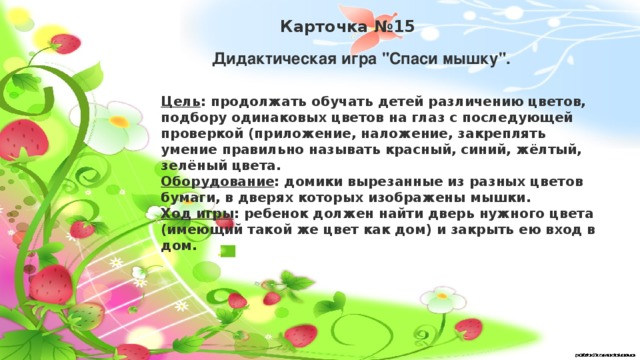 Карточка №15
Дидактическая игра "Спаси мышку".
Цель: продолжать обучать детей различению цветов,
подбору одинаковых цветов на глаз с последующей
проверкой (приложение, наложение, закреплять
умение правильно называть красный, синий, жёлтый,
зелёный цвета.
Оборудование: домики вырезанные из разных цветов
бумаги, в дверях которых изображены мышки.
Ход игры: ребенок должен найти дверь нужного цвета
(имеющий такой же цвет как дом) и закрыть ею вход в
дом.